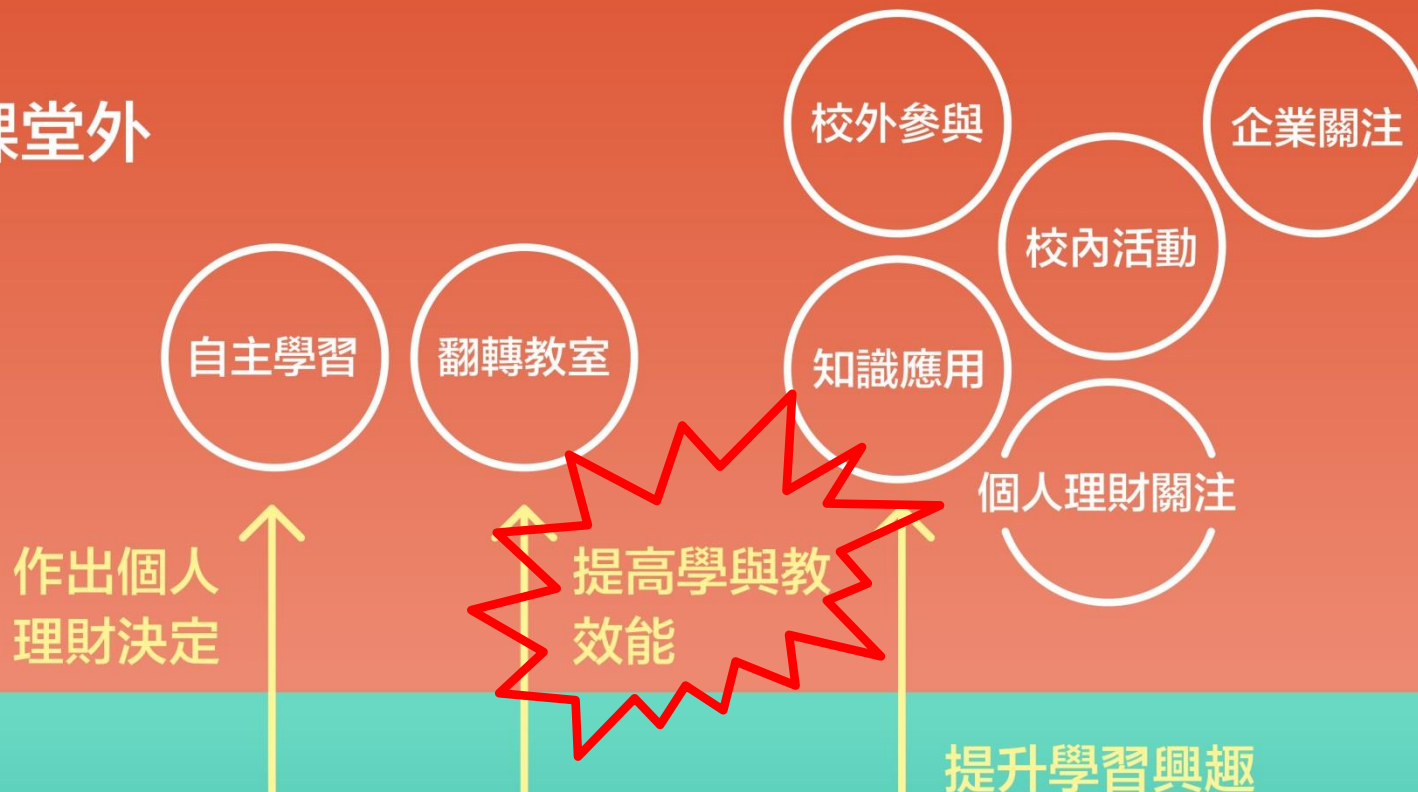 課堂外
校外參與
企業關注
校內活動
自主學習
翻轉教室
知識應用
個人理財關注
作出個人
理財決定
提高學與教
效能
提升學習興趣